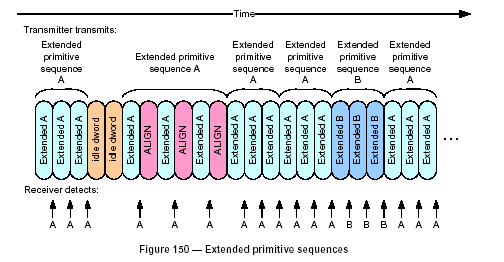 Time
Transmitter transmits:
Extended primitive sequence A
Extended primitive sequence A
Extended primitive sequence A
Extended primitive sequence A
Extended primitive sequence B
Extended primitive sequence A
Extended A
Extended A
Extended A
idle dword
idle dword
Extended A
ALIGN
Extended A
ALIGN
Extended A
ALIGN
Extended A
Extended A
Extended A
Extended A
Extended A
Extended A
Extended B
Extended B
Extended B
Extended A
Extended A
Extended A
...
Receiver detects:
A A A A A A A A A A A A B B B A A A
Figure 150 — Extended primitive sequences